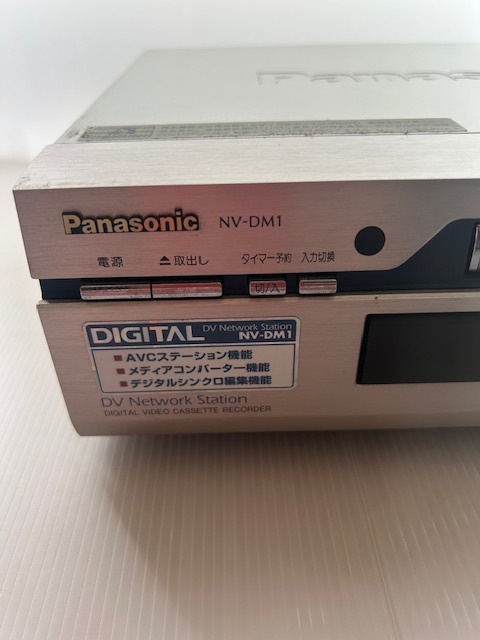 Panasonic
Panasonic NV-DM1
電源 ⏏取出し タイマー予約 入力切換
切/入
DIGITAL DV Network Station
NV-DM1
■AVCステーション機能
■メディアコンバーター機能
■デジタルシンクロ編集機能
DV Network Station
DIGITAL VIDEO CASSETTE RECORDER